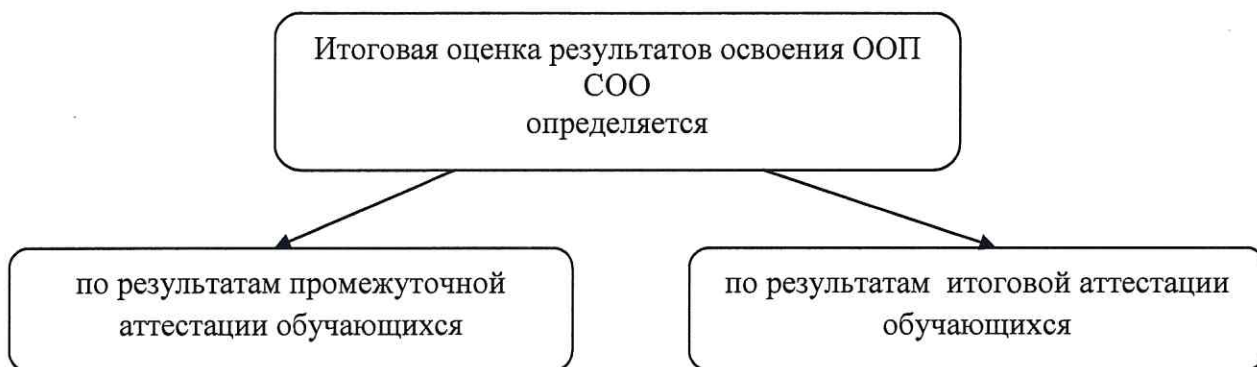 Итоговая оценка результатов освоения ООП
СОО
определяется
по результатам промежуточной
аттестации обучающихся
по результатам итоговой аттестации
обучающихся